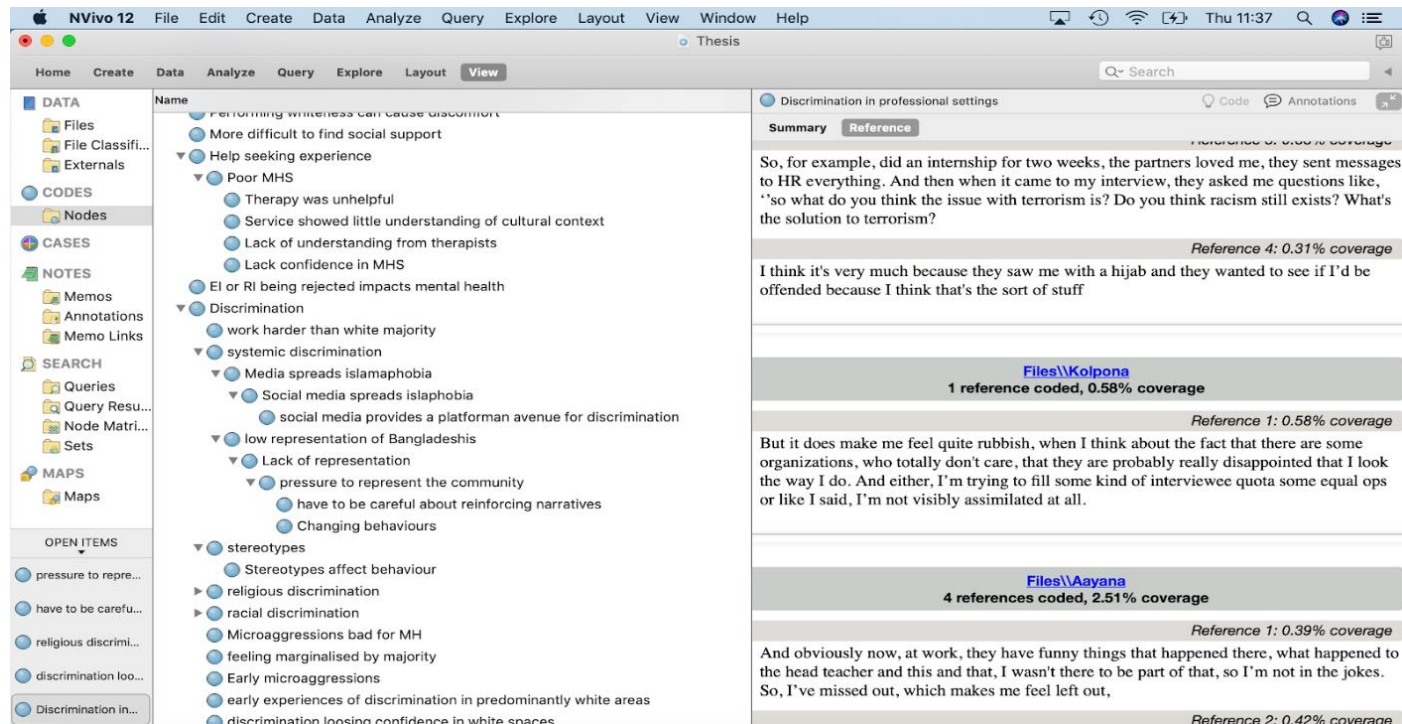 NVivo 12 File Edit Create Data Analyze Query Explore Layout View Window Help Thu 11:37
Thesis
Home Create Data Analyze Query Explore Layout View Search
DATA
Files
File Classifi...
Externals
CODES
Nodes
CASES
NOTES
Memos
Annotations
Memo Links
SEARCH
Queries
Query Resu...
Node Matri...
Sets
MAPS
Maps
OPEN ITEMS
pressure to repre...
have to be carefu...
religious discrimi...
discrimination loo...
Discrimination in...
Name
Performing whiteness can cause discomfort
More difficult to find social support
Help seeking experience
Poor MHS
Therapy was unhelpful
Service showed little understanding of cultural context
Lack of understanding from therapists
Lack confidence in MHS
EI or RI being rejected impacts mental health
Discrimination
work harder than white majority
systemic discrimination
Media spreads islamaphobia
Social media spreads islaphobia
social media provides a platforman avenue for discrimination
low representation of Bangladeshis
Lack of representation
pressure to represent the community
have to be careful about reinforcing narratives
Changing behaviours
stereotypes
Stereotypes affect behaviour
religious discrimination
racial discrimination
Microaggressions bad for MH
feeling marginalised by majority
Early microaggressions
early experiences of discrimination in predominantly white areas
discrimination loosing confidence in white spaces
Discrimination in professional settings Code Annotations
Summary Reference
So, for example, did an internship for two weeks, the partners loved me, they sent messages
to HR everything. And then when it came to my interview, they asked me questions like,
‘’so what do you think the issue with terrorism is? Do you think racism still exists? What's
the solution to terrorism?
Reference 4: 0.31% coverage
I think it's very much because they saw me with a hijab and they wanted to see if I’d be
offended because I think that's the sort of stuff
Files\\Kolpona
1 reference coded, 0.58% coverage
Reference 1: 0.58% coverage
But it does make me feel quite rubbish, when I think about the fact that there are some
organizations, who totally don't care, that they are probably really disappointed that I look
the way I do. And either, I’m trying to fill some kind of interviewee quota some equal ops
or like I said, I’m not visibly assimilated at all.
Files\\Aayana
4 references coded, 2.51% coverage
Reference 1: 0.39% coverage
And obviously now, at work, they have funny things that happened there, what happened to
the head teacher and this and that, I wasn't there to be part of that, so I’m not in the jokes.
So, I’ve missed out, which makes me feel left out,
Reference 2: 0.42% coverage